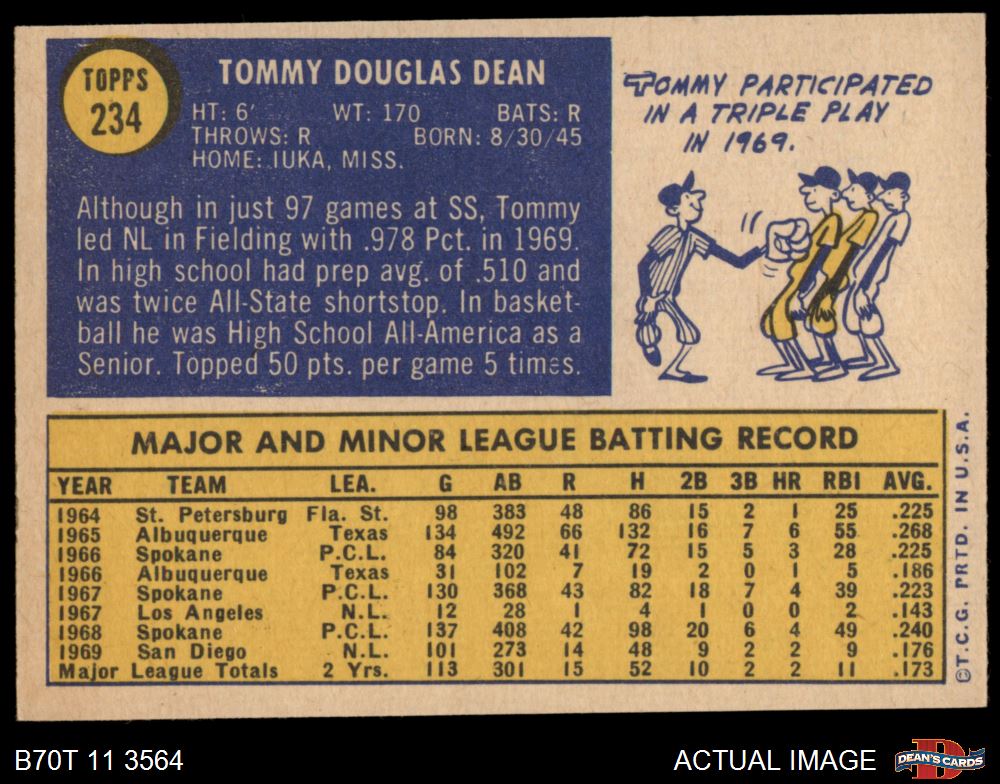 TOPPS
234
TOMMY DOUGLAS DEAN
HT: 6' WT: 170 BATS: R
THROWS: R BORN: 8/30/45
HOME: IUKA, MISS.
Although in just 97 games at SS, Tommy
led NL in Fielding with .978 Pct. in 1969.
In high school had prep avg. of .510 and
was twice All-State shortstop. In basket-
ball he was High School All-America as a
Senior. Topped 50 pts. per game 5 times.
TOMMY PARTICIPATED
IN A TRIPLE PLAY
IN 1969.
MAJOR AND MINOR LEAGUE BATTING RECORD
YEAR TEAM LEA. G AB R H 2B 3B HR RBI AVG.
1964 St. Petersburg Fla. St. 98 383 48 86 15 2 1 25 .225
1965 Albuquerque Texas 134 492 66 132 16 7 6 55 .268
1966 Spokane P.C.L. 84 320 41 72 15 5 3 28 .225
1966 Albuquerque Texas 31 102 7 19 2 0 1 5 .186
1967 Spokane P.C.L. 130 368 43 82 18 7 4 39 .223
1967 Los Angeles N.L. 12 28 1 4 1 0 0 2 .143
1968 Spokane P.C.L. 137 408 42 98 20 6 4 49 .240
1969 San Diego N.L. 101 273 14 48 9 2 2 9 .176
Major League Totals 2 Yrs. 113 301 15 52 10 2 2 11 .173
©T.C.G. PRTD. IN U.S.A.
B70T 11 3564
ACTUAL IMAGE
D
DEAN'S CARDS